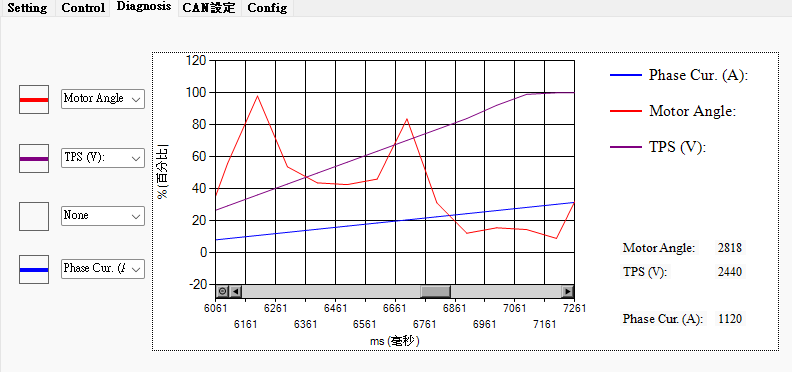 Setting Control Diagnosis CAN設定 Config
Motor Angle
TPS (V):
None
Phase Cur. (A
%(百分比)
120
100
80
60
40
20
0
-20
6061 6261 6461 6661 6861 7061 7261
6161 6361 6561 6761 6961 7161
ms (毫秒)
Phase Cur. (A):
Motor Angle:
TPS (V):
Motor Angle: 2818
TPS (V): 2440
Phase Cur. (A): 1120